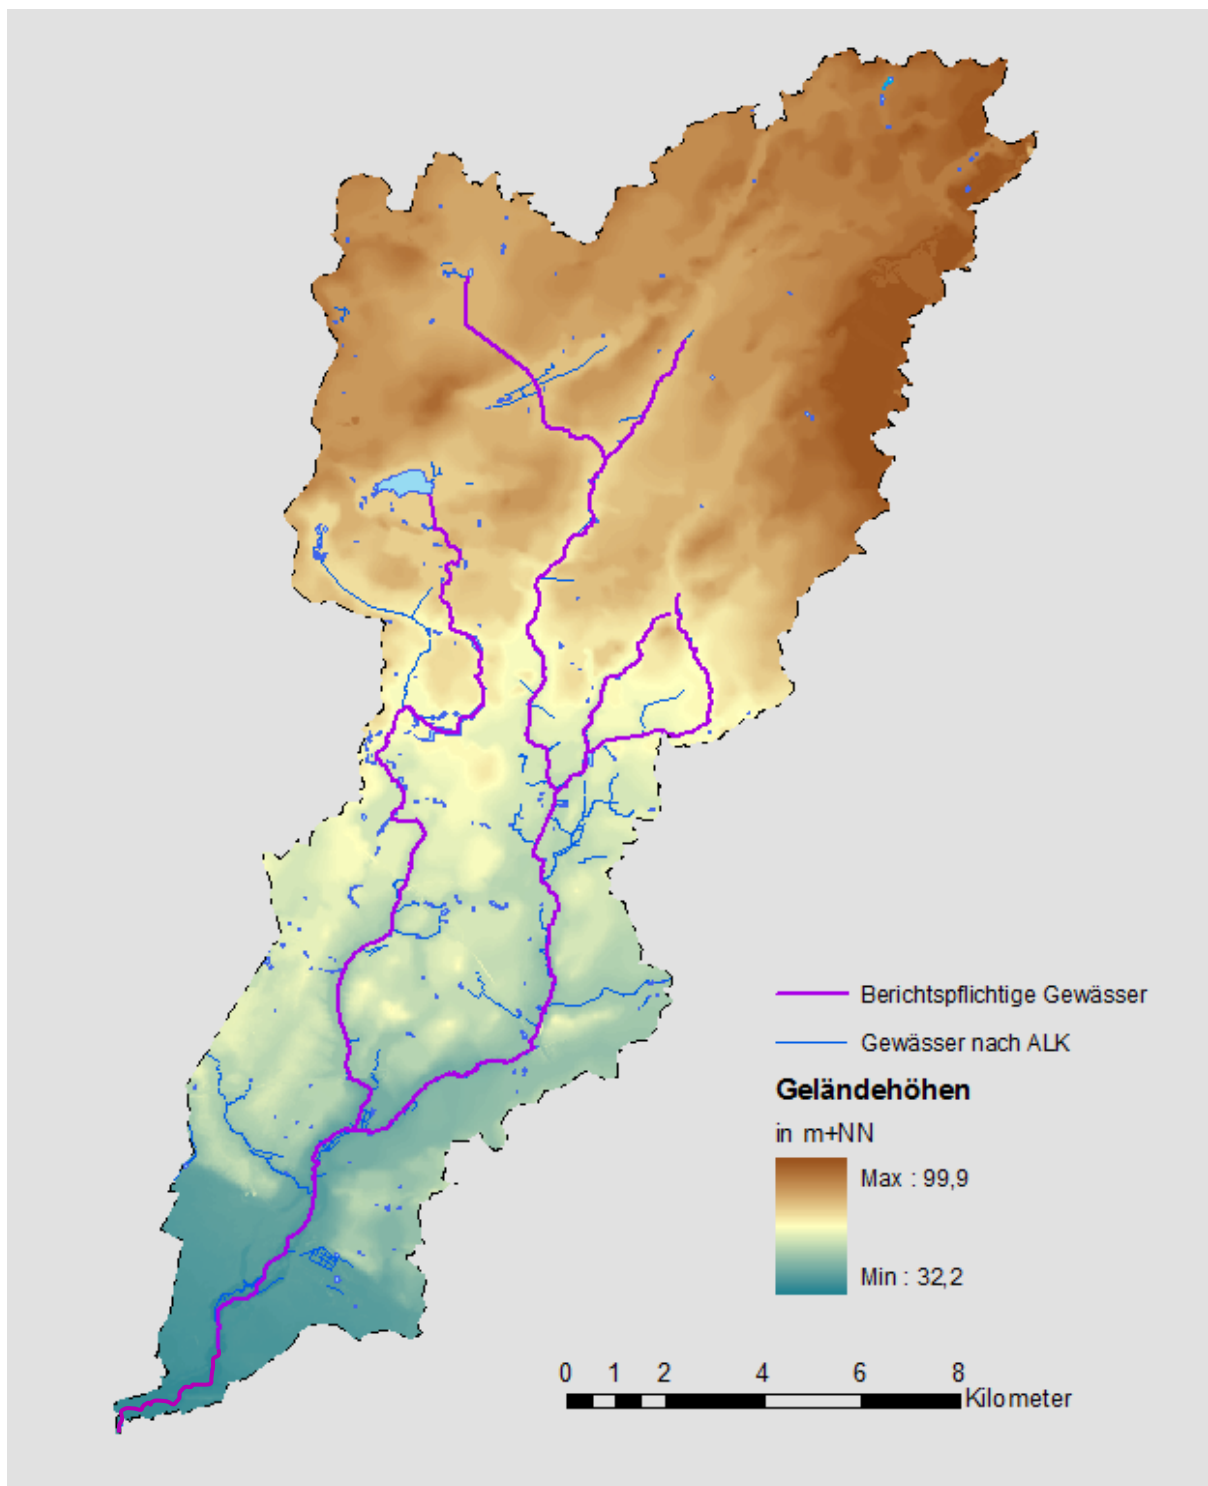 Berichtspflichtige Gewässer
Gewässer nach ALK
Geländehöhen
in m+NN
Max : 99,9
Min : 32,2
0 1 2 4 6 8
Kilometer